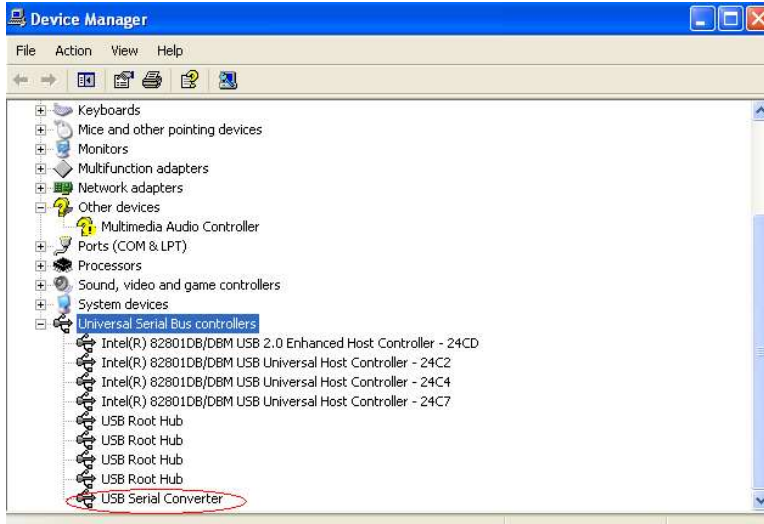 Device Manager
File Action View Help
Keyboards
Mice and other pointing devices
Monitors
Multifunction adapters
Network adapters
Other devices
Multimedia Audio Controller
Ports (COM & LPT)
Processors
Sound, video and game controllers
System devices
Universal Serial Bus controllers
Intel(R) 82801DB/DBM USB 2.0 Enhanced Host Controller - 24CD
Intel(R) 82801DB/DBM USB Universal Host Controller - 24C2
Intel(R) 82801DB/DBM USB Universal Host Controller - 24C4
Intel(R) 82801DB/DBM USB Universal Host Controller - 24C7
USB Root Hub
USB Root Hub
USB Root Hub
USB Root Hub
USB Serial Converter